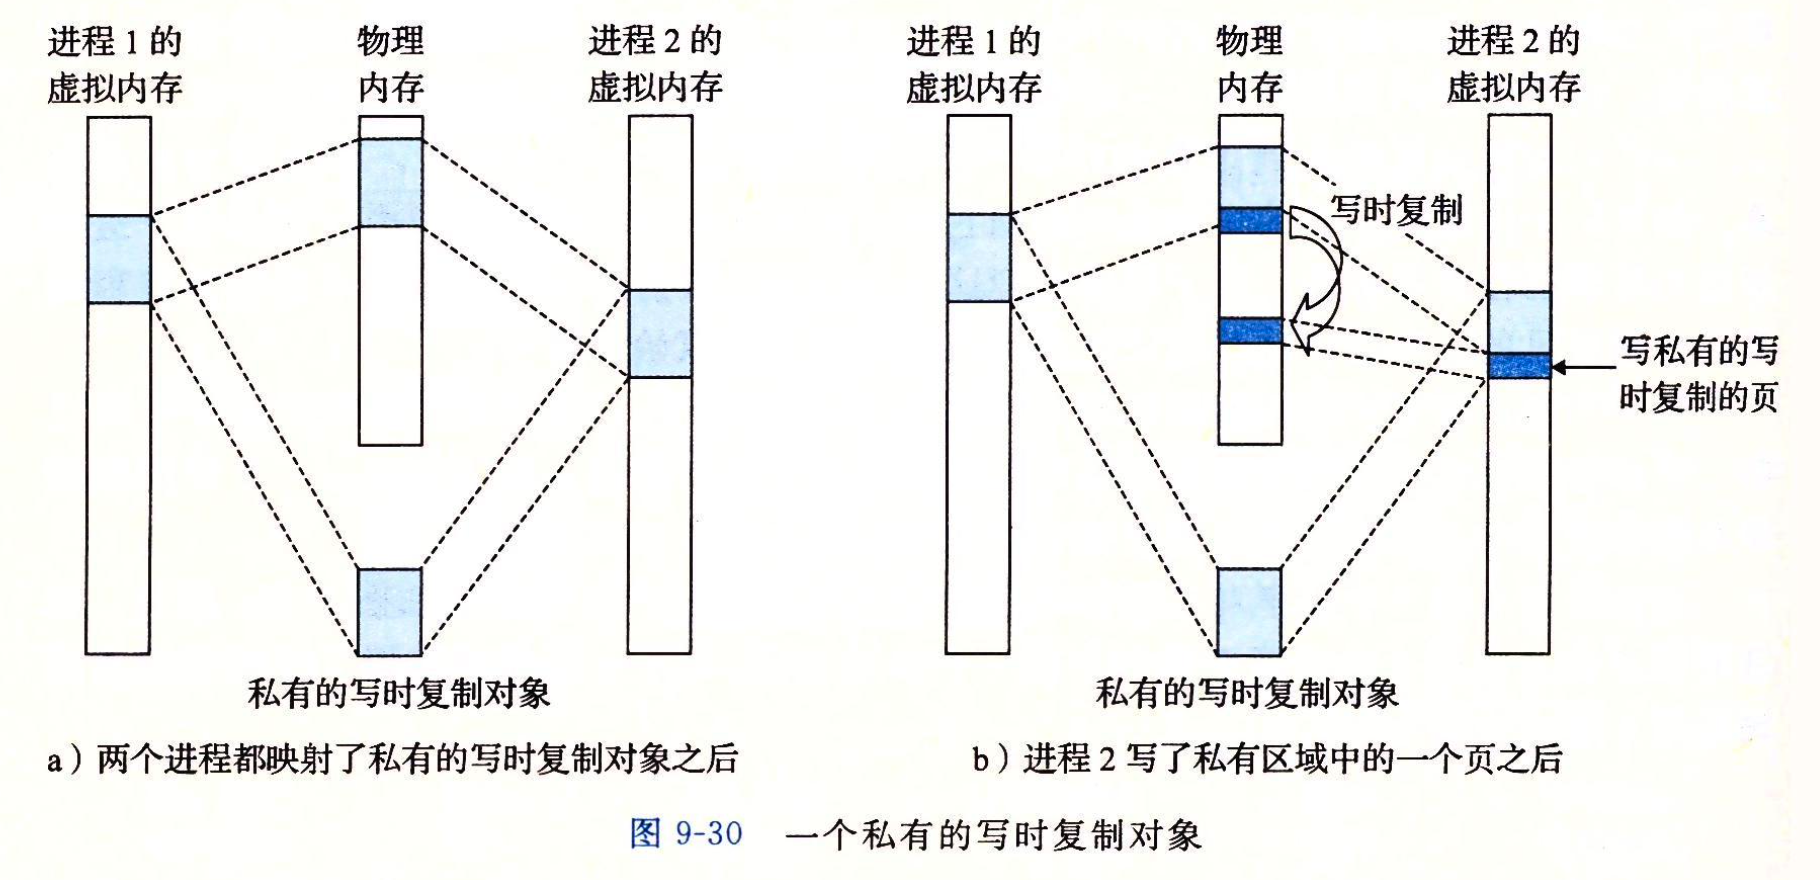 进程 1 的
虚拟内存
物理
内存
进程 2 的
虚拟内存
私有的写时复制对象
a）两个进程都映射了私有的写时复制对象之后
进程 1 的
虚拟内存
物理
内存
进程 2 的
虚拟内存
写时复制
写私有的写
时复制的页
私有的写时复制对象
b）进程 2 写了私有区域中的一个页之后
图 9-30 一个私有的写时复制对象